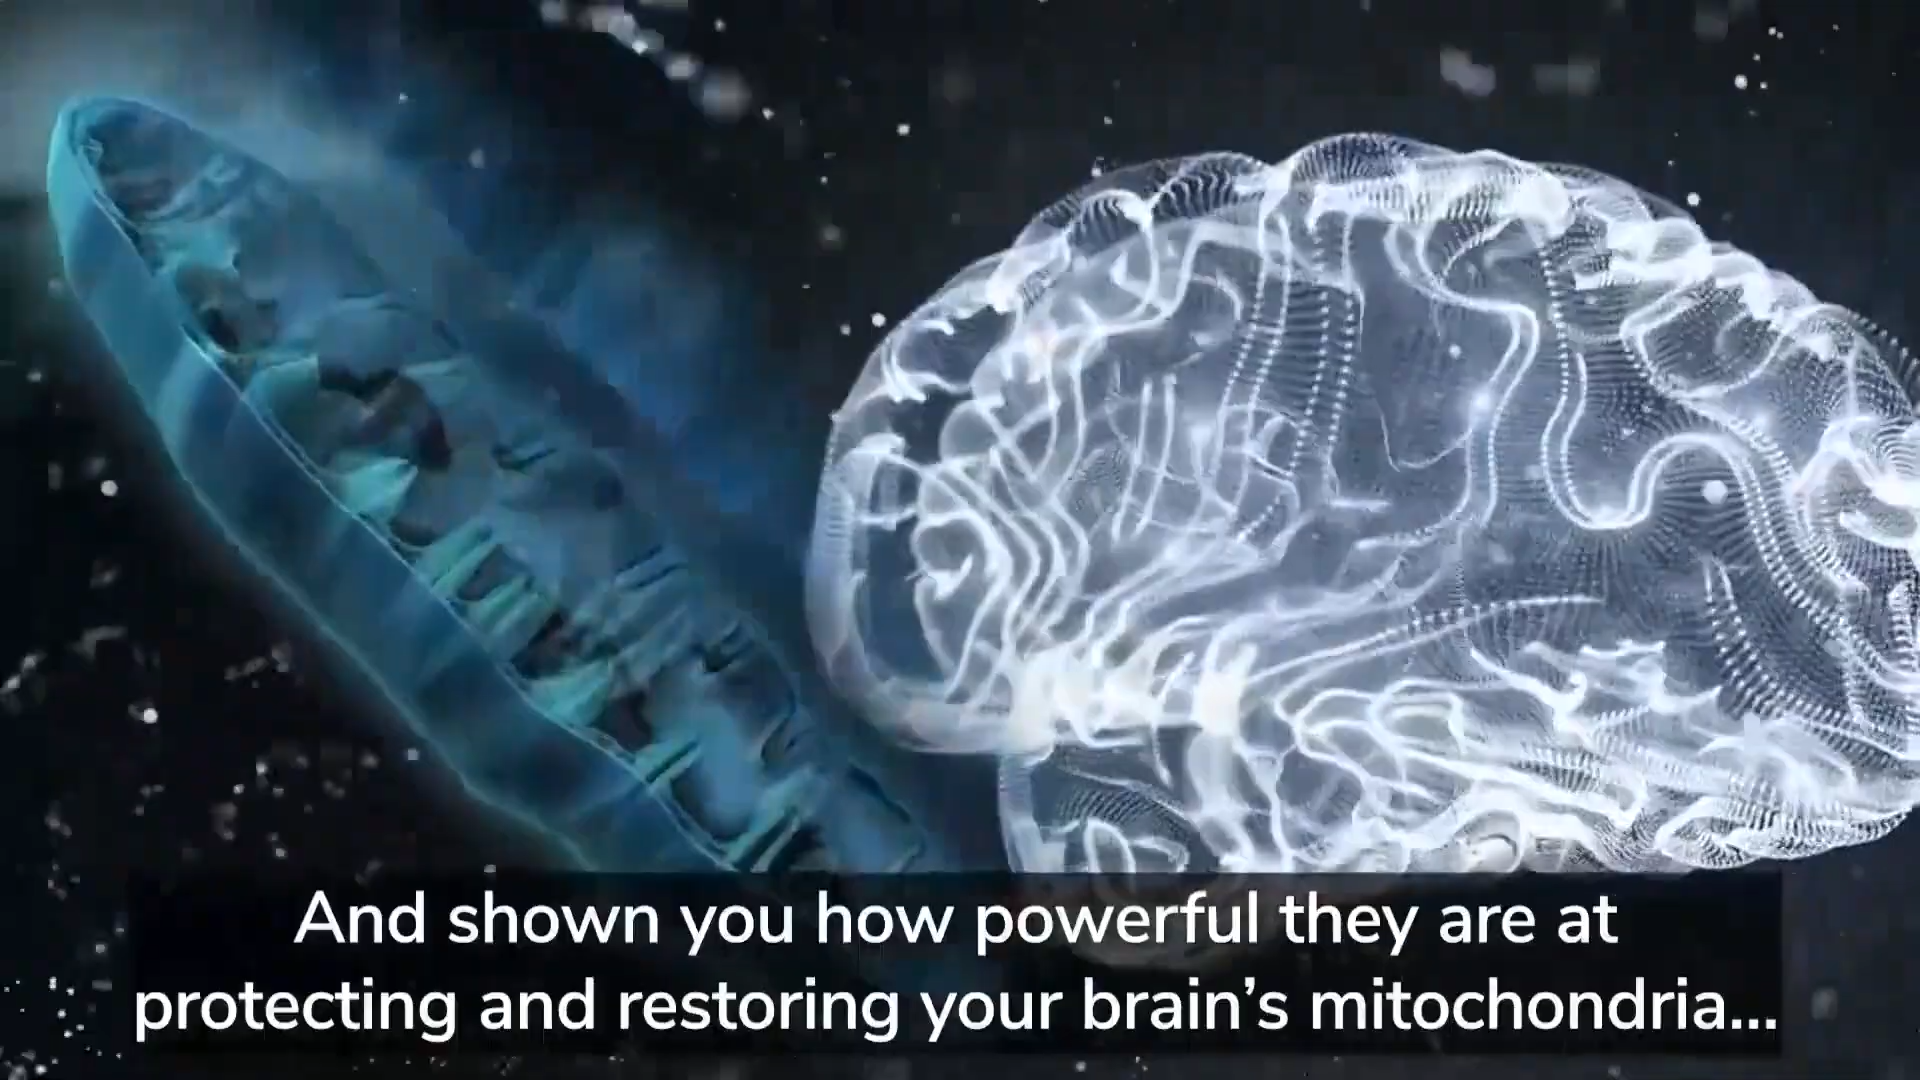 And shown you how powerful they are at
protecting and restoring your brain’s mitochondria...